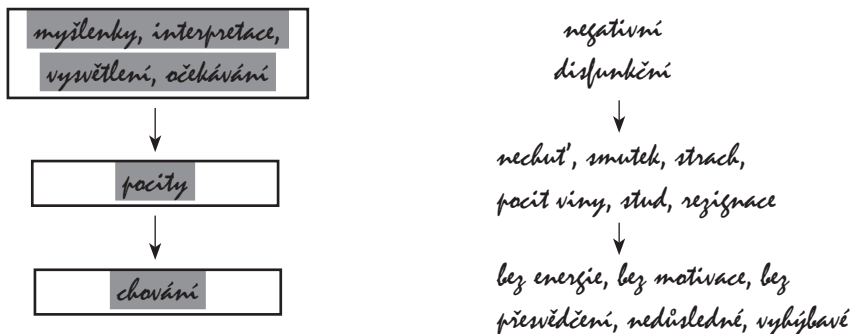 myšlenky, interpretace,
vysvětlení, očekávání
pocity
chování
negativní
disfunkční
nechuť, smutek, strach,
pocit viny, stud, rezignace
bez energie, bez motivace, bez
přesvědčení, nedůsledné, vyhýbavé